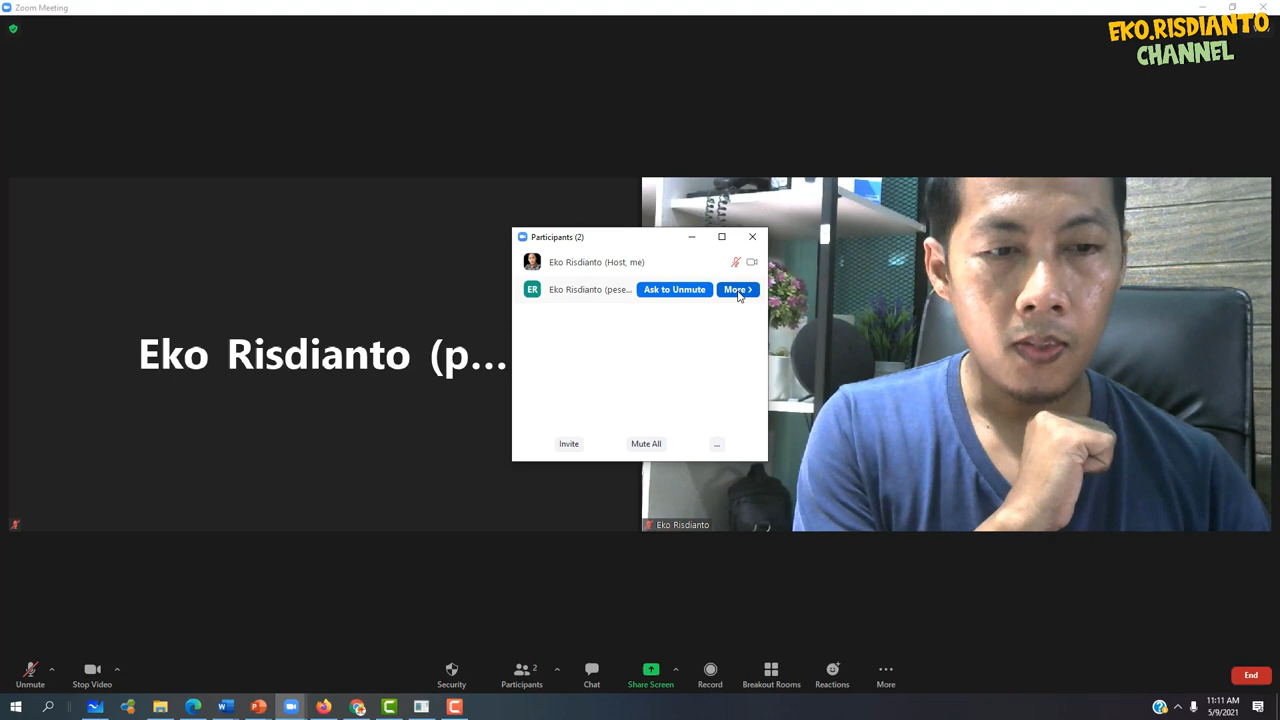 Zoom Meeting
EKO.RISDIANTO
CHANNEL
Participants (2)
Eko Risdianto (Host, me)
ER
Eko Risdianto (pese...
Ask to Unmute
More >
Eko Risdianto (p...
Invite
Mute All
...
Eko Risdianto
Unmute
Stop Video
Security
2
Participants
Chat
Share Screen
Record
Breakout Rooms
Reactions
More
End
11:11 AM
5/9/2021